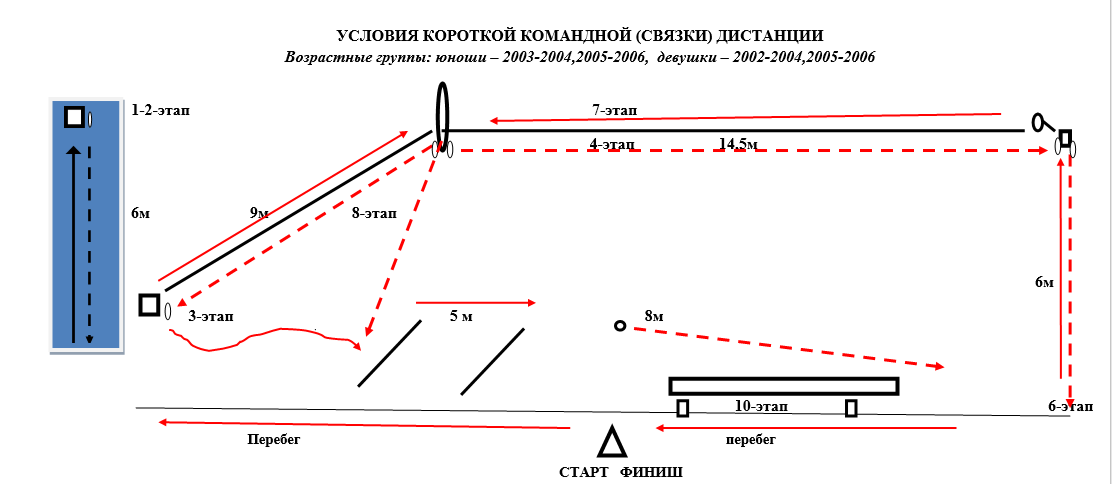 УСЛОВИЯ КОРОТКОЙ КОМАНДНОЙ (СВЯЗКИ) ДИСТАНЦИИ
Возрастные группы: юноши – 2003-2004,2005-2006, девушки – 2002-2004,2005-2006
1-2-этап
7-этап
4-этап
14.5м
6м
9м
8-этап
6м
3-этап
5 м
8м
10-этап
6-этап
Перебег
перебег
СТАРТ ФИНИШ